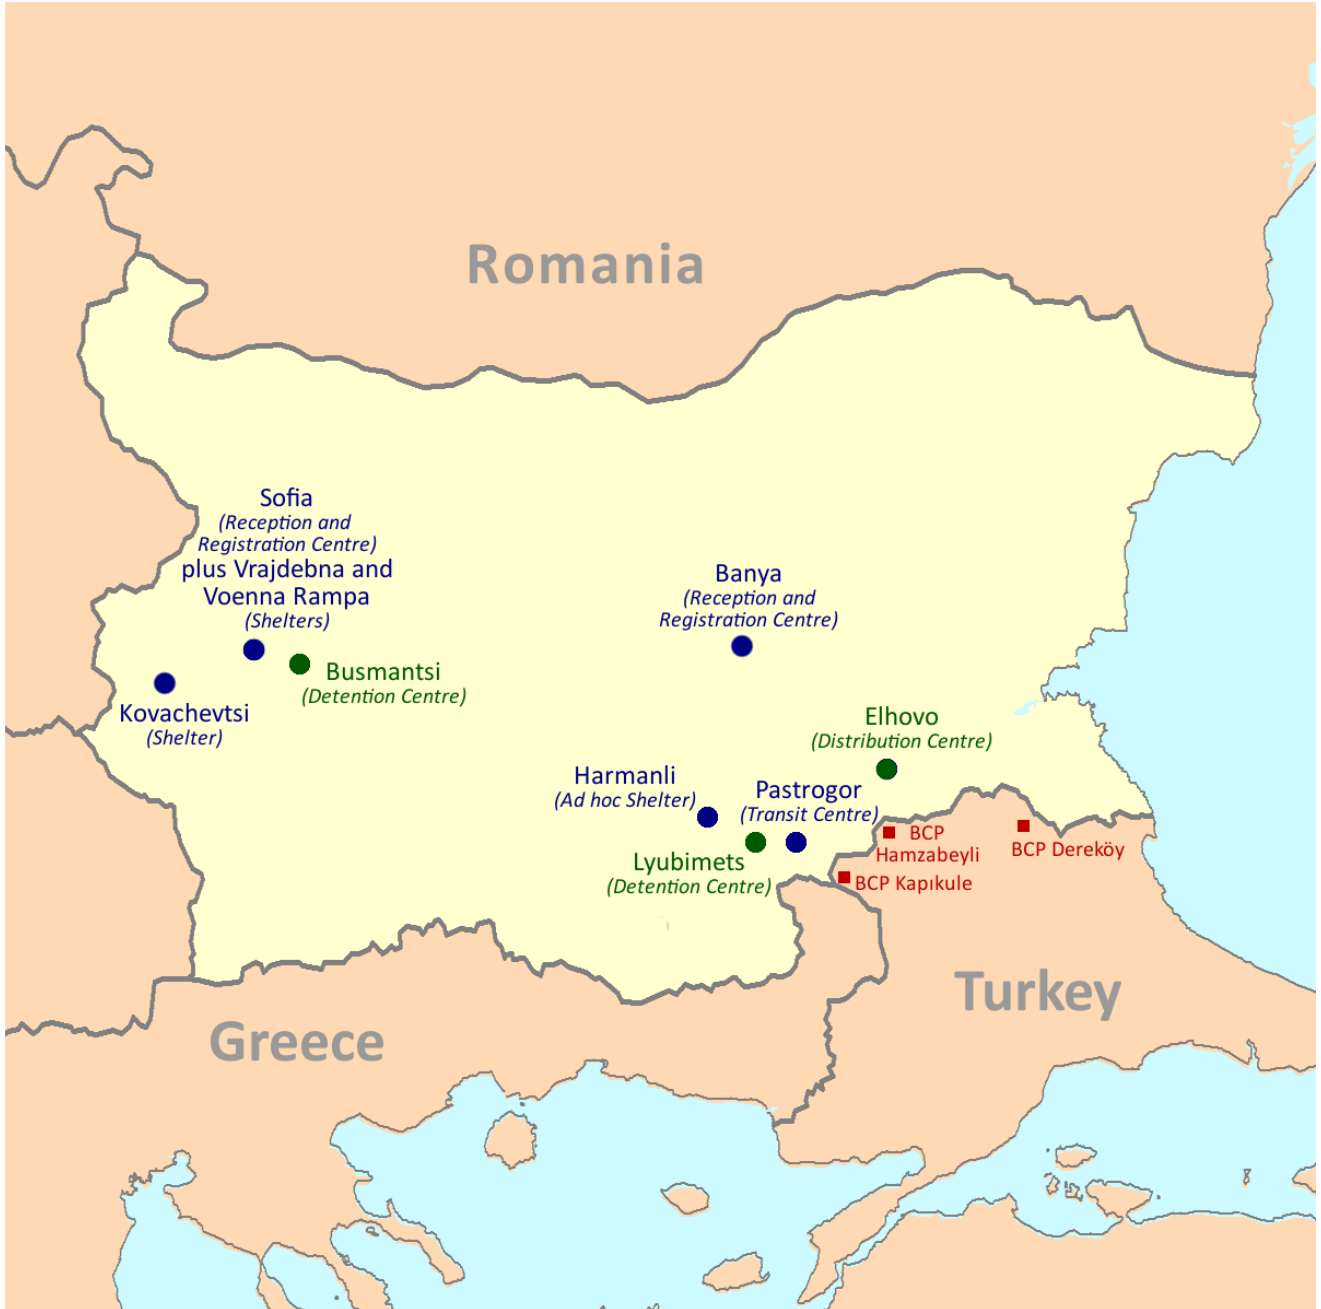 Romania
Sofia
(Reception and
Registration Centre)
plus Vrajdebna and
Voenna Rampa
(Shelters)
Banya
(Reception and
Registration Centre)
Busmantsi
(Detention Centre)
Kovachevtsi
(Shelter)
Elhovo
(Distribution Centre)
Harmanli
(Ad hoc Shelter)
Pastrogor
(Transit Centre)
Lyubimets
(Detention Centre)
BCP
Hamzabeyli
BCP Dereköy
BCP Kapıkule
Turkey
Greece